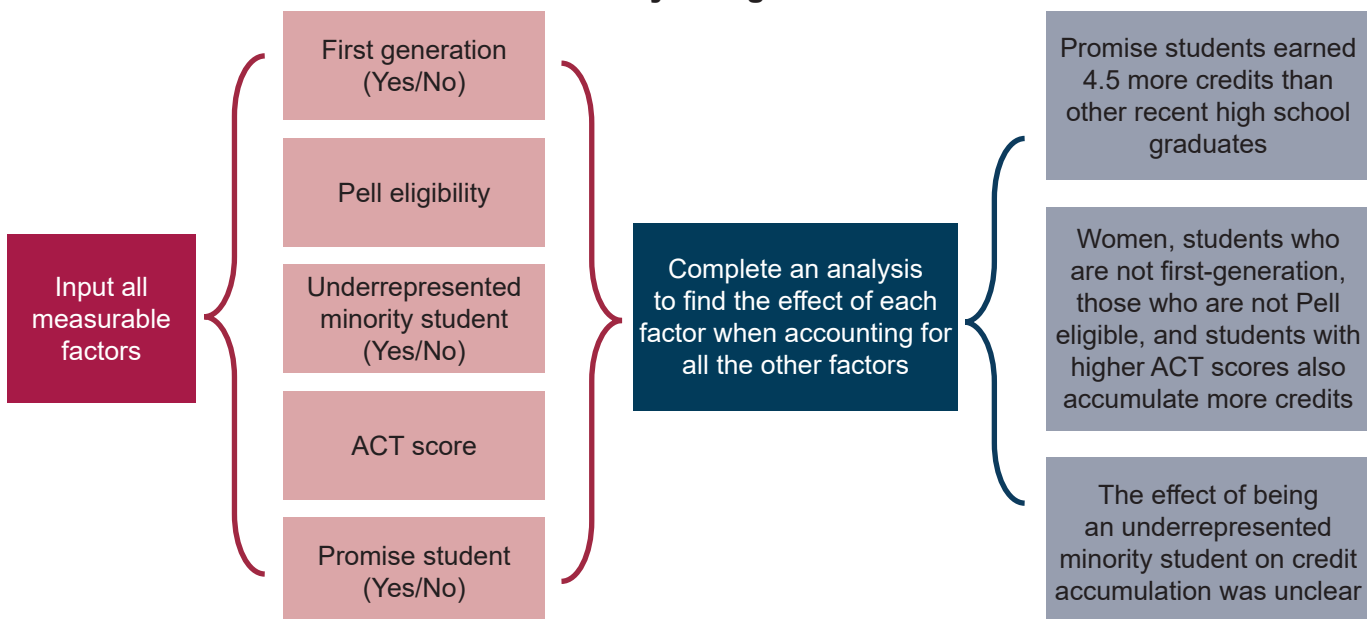 Input all
measurable
factors
First generation
(Yes/No)
Pell eligibility
Underrepresented
minority student
(Yes/No)
ACT score
Promise student
(Yes/No)
Complete an analysis
to find the effect of each
factor when accounting for
all the other factors
Promise students earned
4.5 more credits than
other recent high school
graduates
Women, students who
are not first-generation,
those who are not Pell
eligible, and students with
higher ACT scores also
accumulate more credits
The effect of being
an underrepresented
minority student on credit
accumulation was unclear